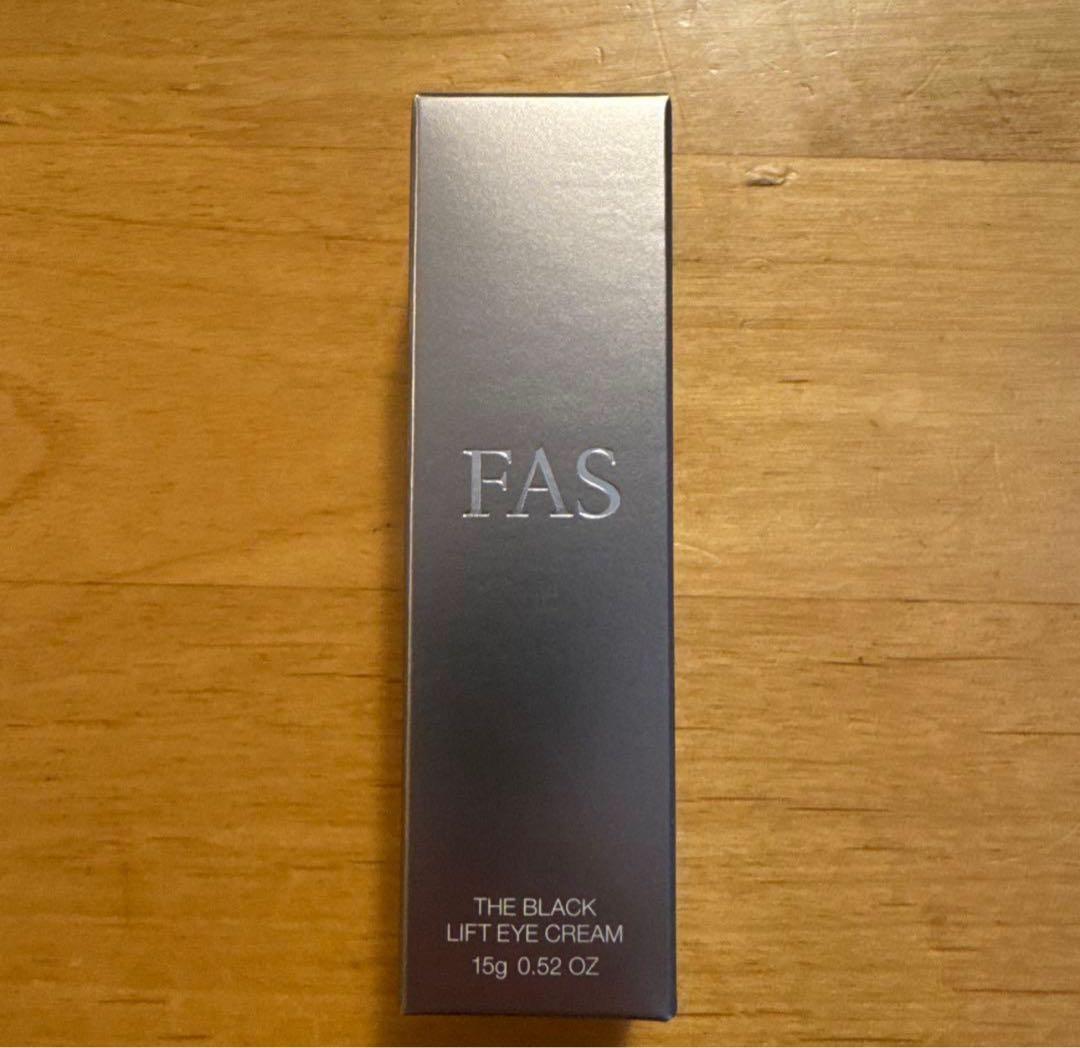 FAS
THE BLACK
LIFT EYE CREAM
15g 0.52 OZ